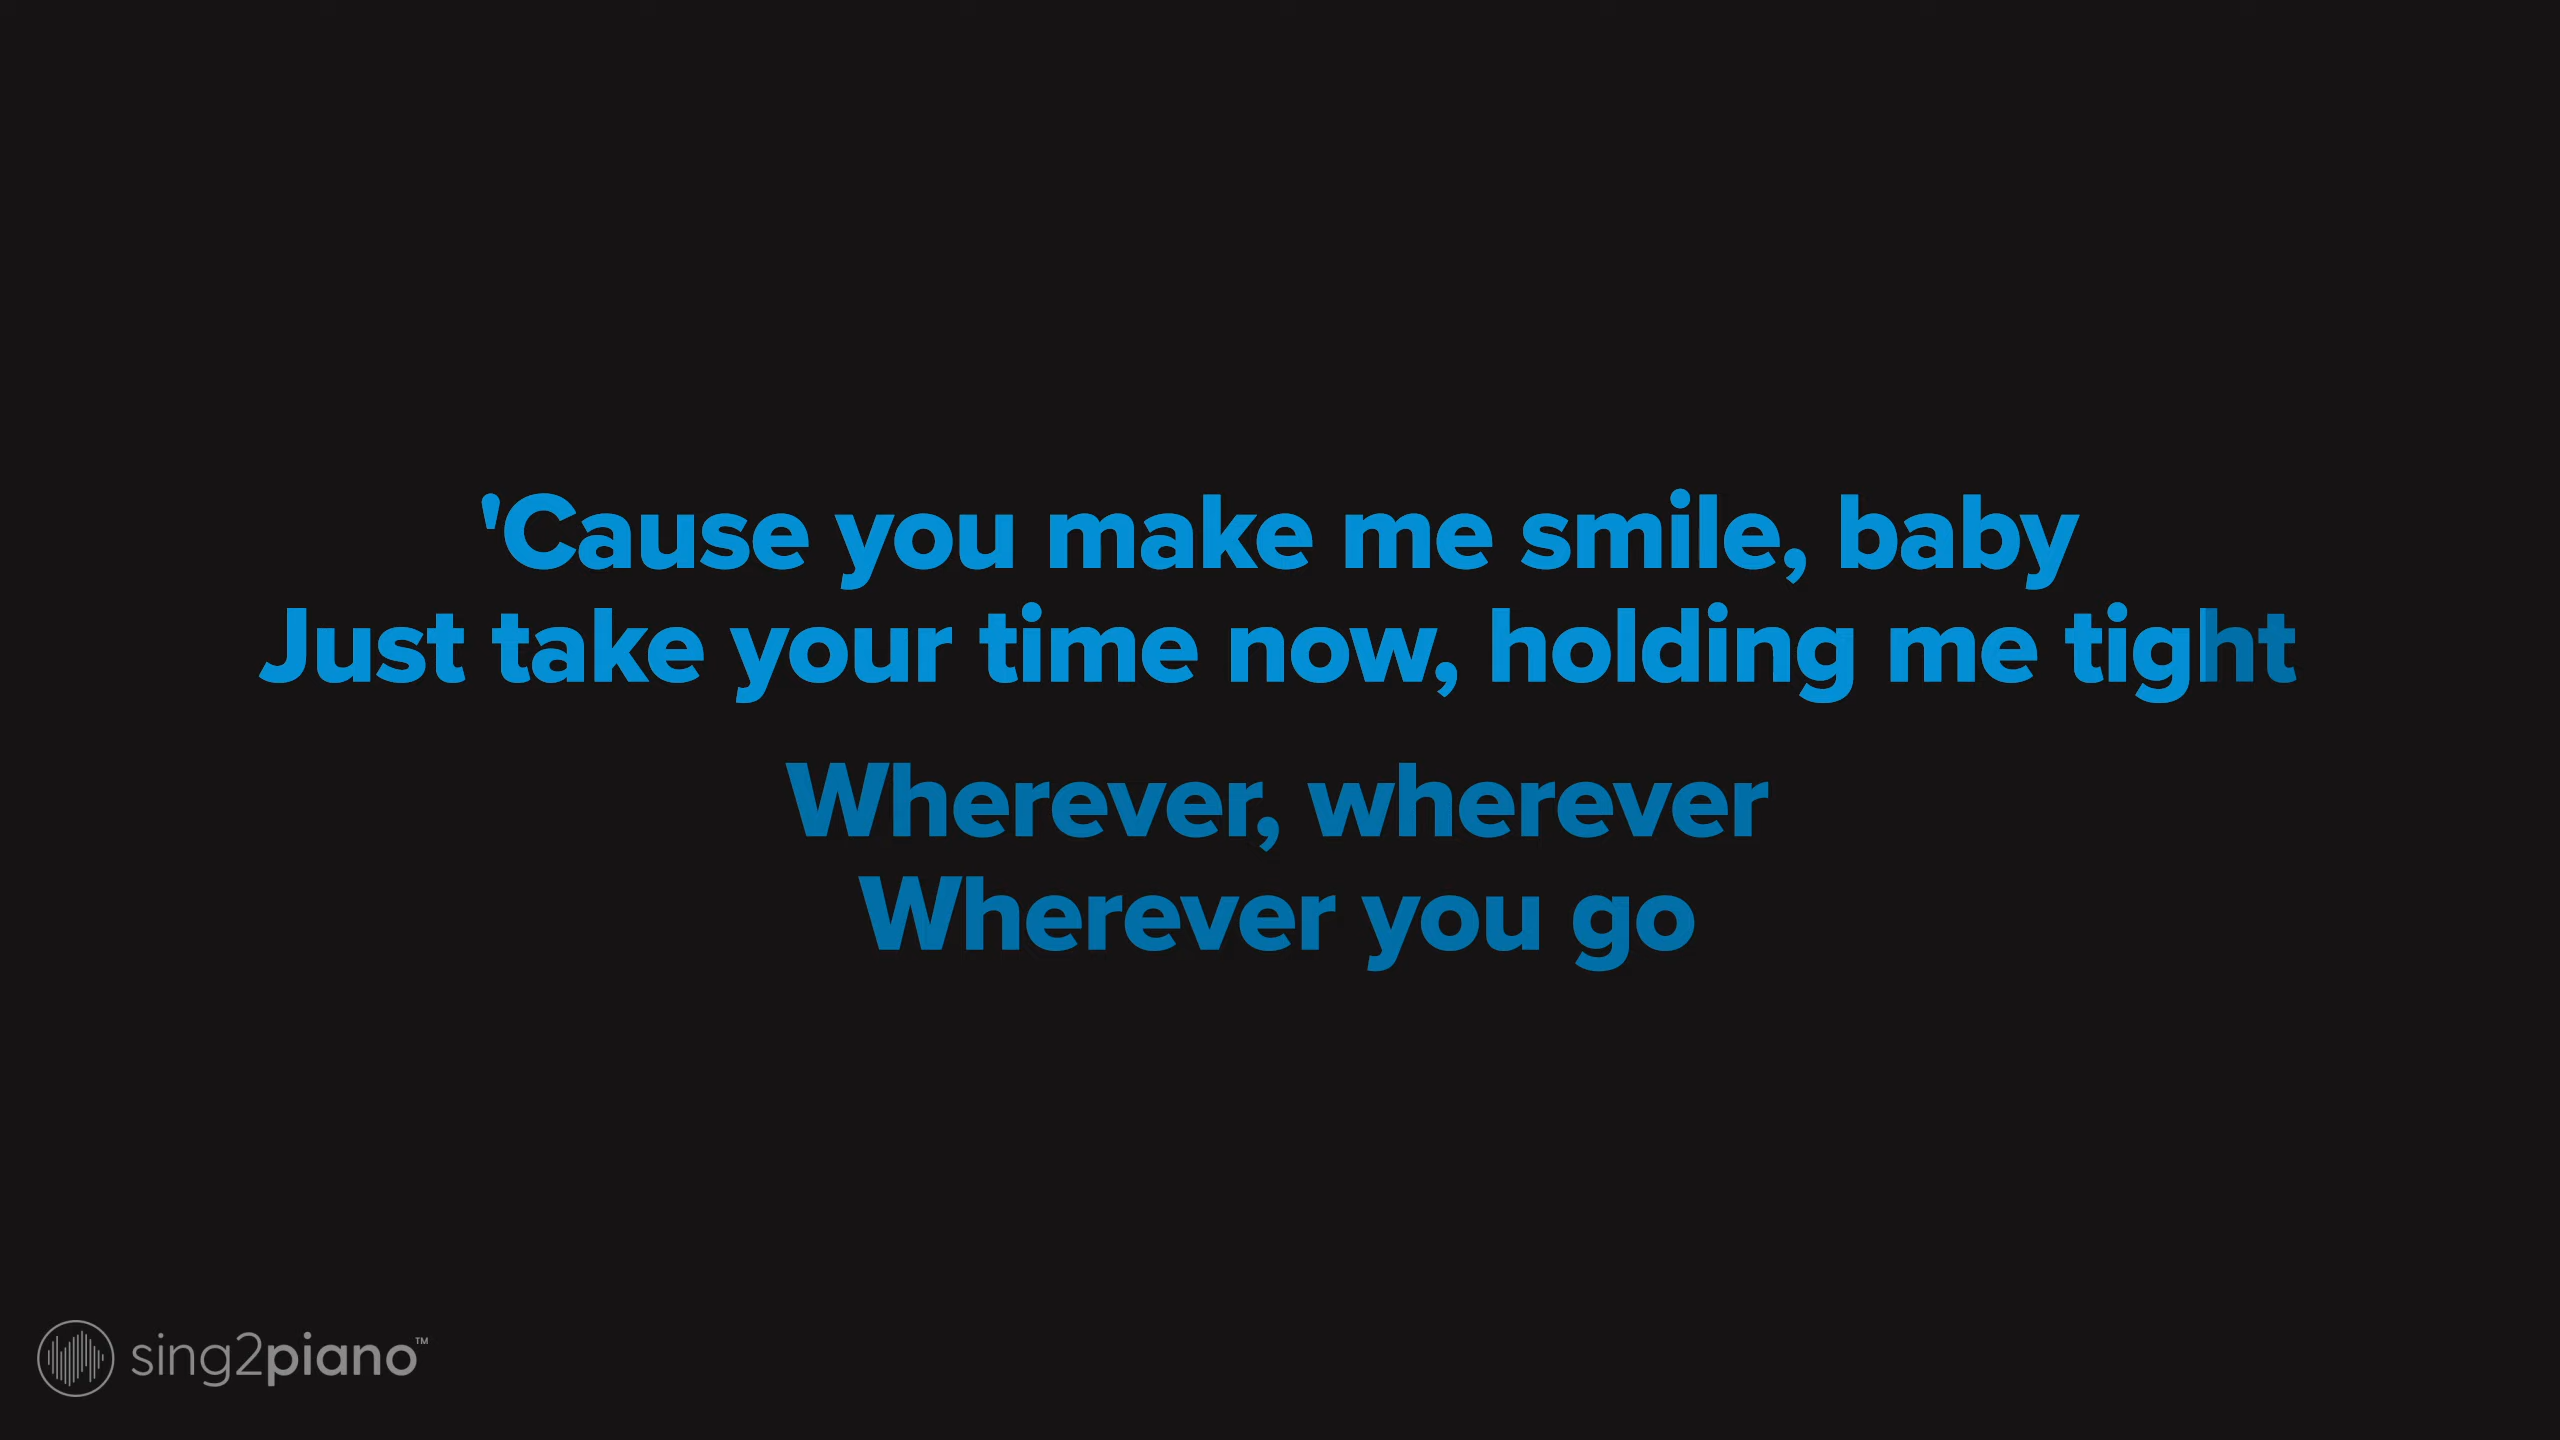 'Cause you make me smile, baby
Just take your time now, holding me tight
Wherever, wherever
Wherever you go
sing2piano™